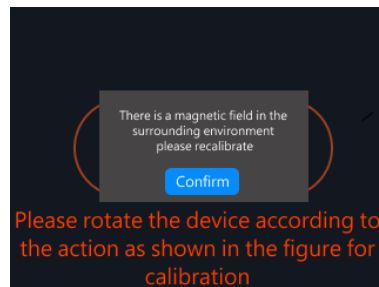 There is a magnetic field in the
surrounding environment
please recalibrate
Confirm
Please rotate the device according to
the action as shown in the figure for
calibration